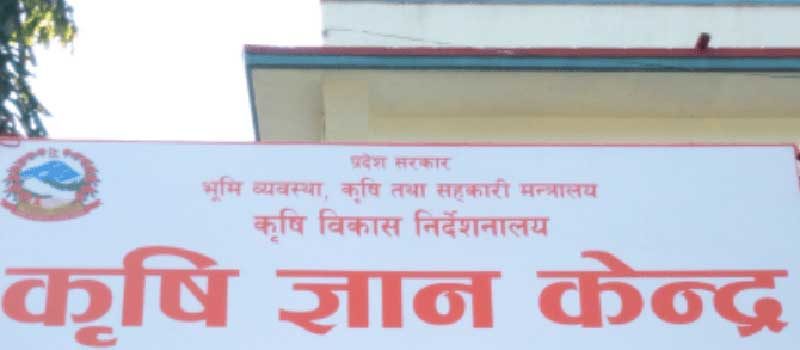 प्रदेश सरकार
भूमि व्यवस्था, कृषि तथा सहकारी मन्त्रालय
कृषि विकास निर्देशनालय
कृषि ज्ञान केन्द्र